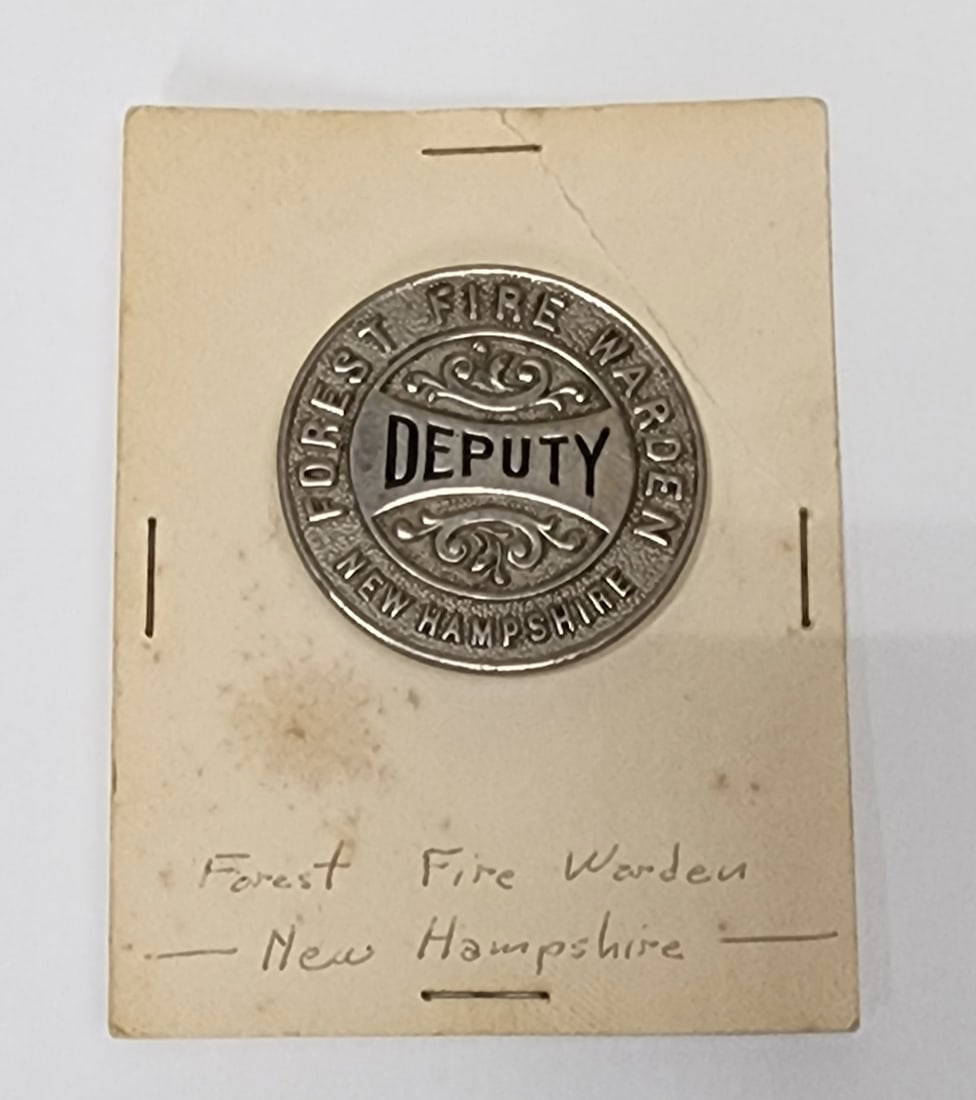 FOREST FIRE WARDEN
DEPUTY
NEW HAMPSHIRE
Forest Fire Warden
— New Hampshire —